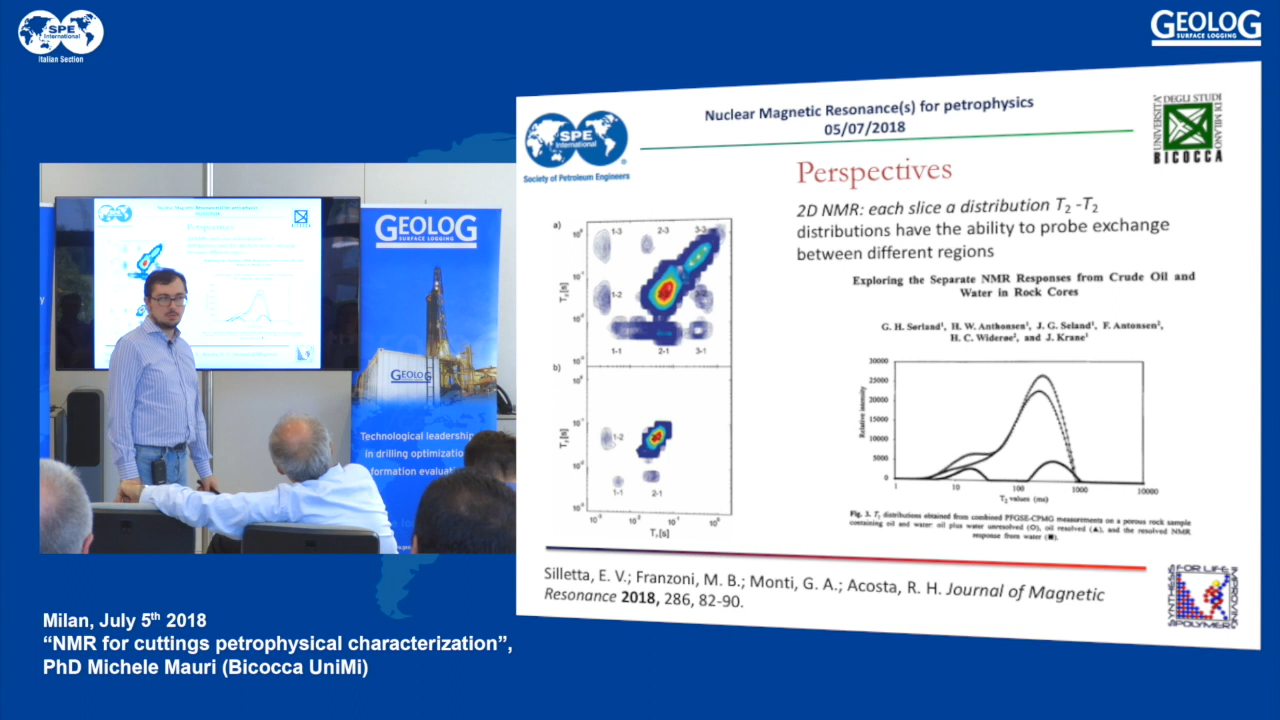 SPE
International
Italian Section
GEOLOG
SURFACE LOGGING
SPE
International
Society of Petroleum Engineers
Nuclear Magnetic Resonance(s) for petrophysics
05/07/2018
UNIVERSITA' DEGLI STUDI DI MILANO
BICOCCA
Perspectives
2D NMR: each slice a distribution T2 -T2
distributions have the ability to probe exchange
between different regions
Exploring the Separate NMR Responses from Crude Oil and
Water in Rock Cores
G. H. Sørland¹, H. W. Anthonsen¹, J. G. Seland¹, F. Antonsen²,
H. C. Widerøe², and J. Krane¹
a)
1-3 2-3 3-3
1-2
1-1 2-1 3-1
b)
1-2
1-1 2-1
T₂[s]
Relative intensity
30000
25000
20000
15000
10000
5000
0
1 10 100 1000 10000
T2 values (ms)
Fig. 3. T2 distributions obtained from combined PFGSE-CPMG measurements on a porous rock sample
containing oil and water: oil plus water unresolved (O), oil resolved (▲), and the resolved NMR
response from water (■).
Silletta, E. V.; Franzoni, M. B.; Monti, G. A.; Acosta, R. H. Journal of Magnetic
Resonance 2018, 286, 82-90.
GEOLOG
SURFACE LOGGING
GEOLOG
Technological leadership
in drilling optimizatio
formation evaluat
Milan, July 5th 2018
“NMR for cuttings petrophysical characterization”,
PhD Michele Mauri (Bicocca UniMi)